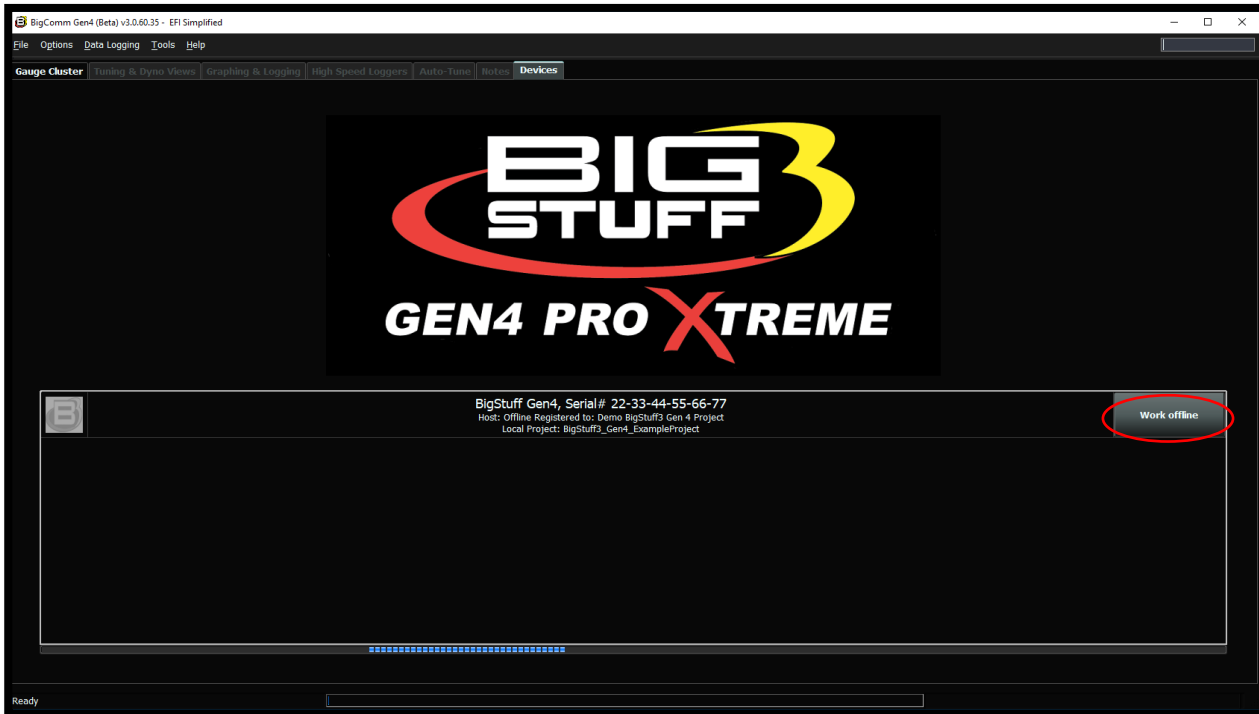 BigComm Gen4 (Beta) v3.0.60.35 - EFI Simplified
File Options Data Logging Tools Help
Gauge Cluster Tuning & Dyno Views Graphing & Logging High Speed Loggers Auto-Tune Notes Devices
BIG 3
STUFF
GEN4 PRO XTREME
BigStuff Gen4, Serial# 22-33-44-55-66-77
Host: Offline Registered to: Demo BigStuff3 Gen 4 Project
Local Project: BigStuff3_Gen4_ExampleProject
Work offline
Ready